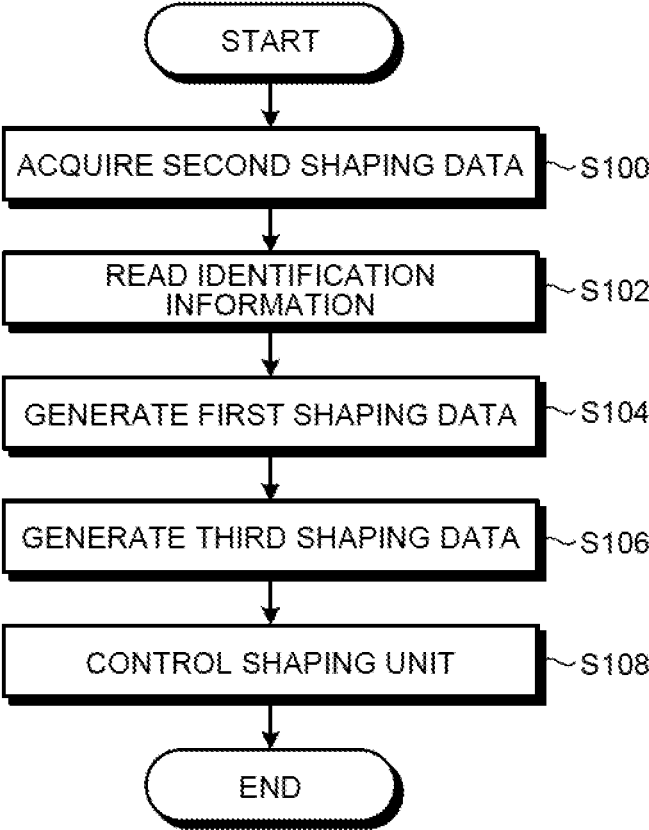 START
ACQUIRE SECOND SHAPING DATA
S100
READ IDENTIFICATION
INFORMATION
S102
GENERATE FIRST SHAPING DATA
S104
GENERATE THIRD SHAPING DATA
S106
CONTROL SHAPING UNIT
S108
END